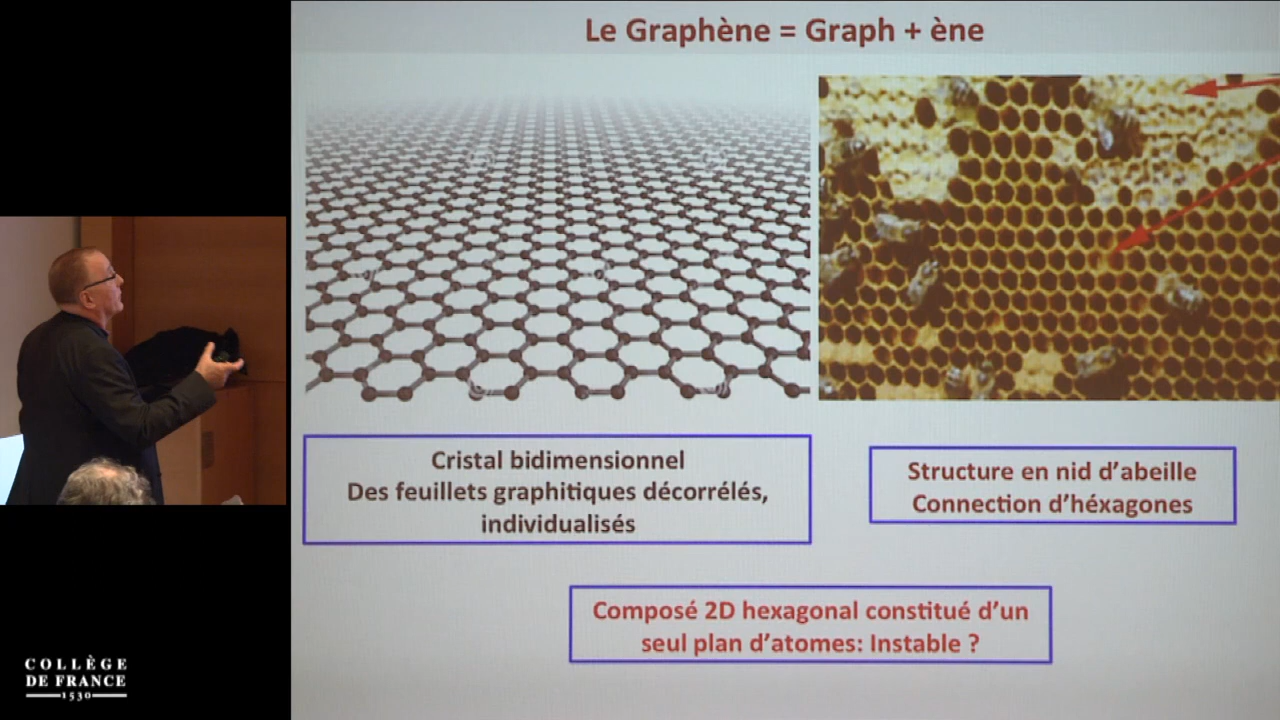 Le Graphène = Graph + ène
Cristal bidimensionnel
Des feuillets graphitiques décorrélés,
individualisés
Structure en nid d'abeille
Connection d'héxagones
Composé 2D hexagonal constitué d'un
seul plan d'atomes: Instable ?
COLLÈGE
DE FRANCE
1530